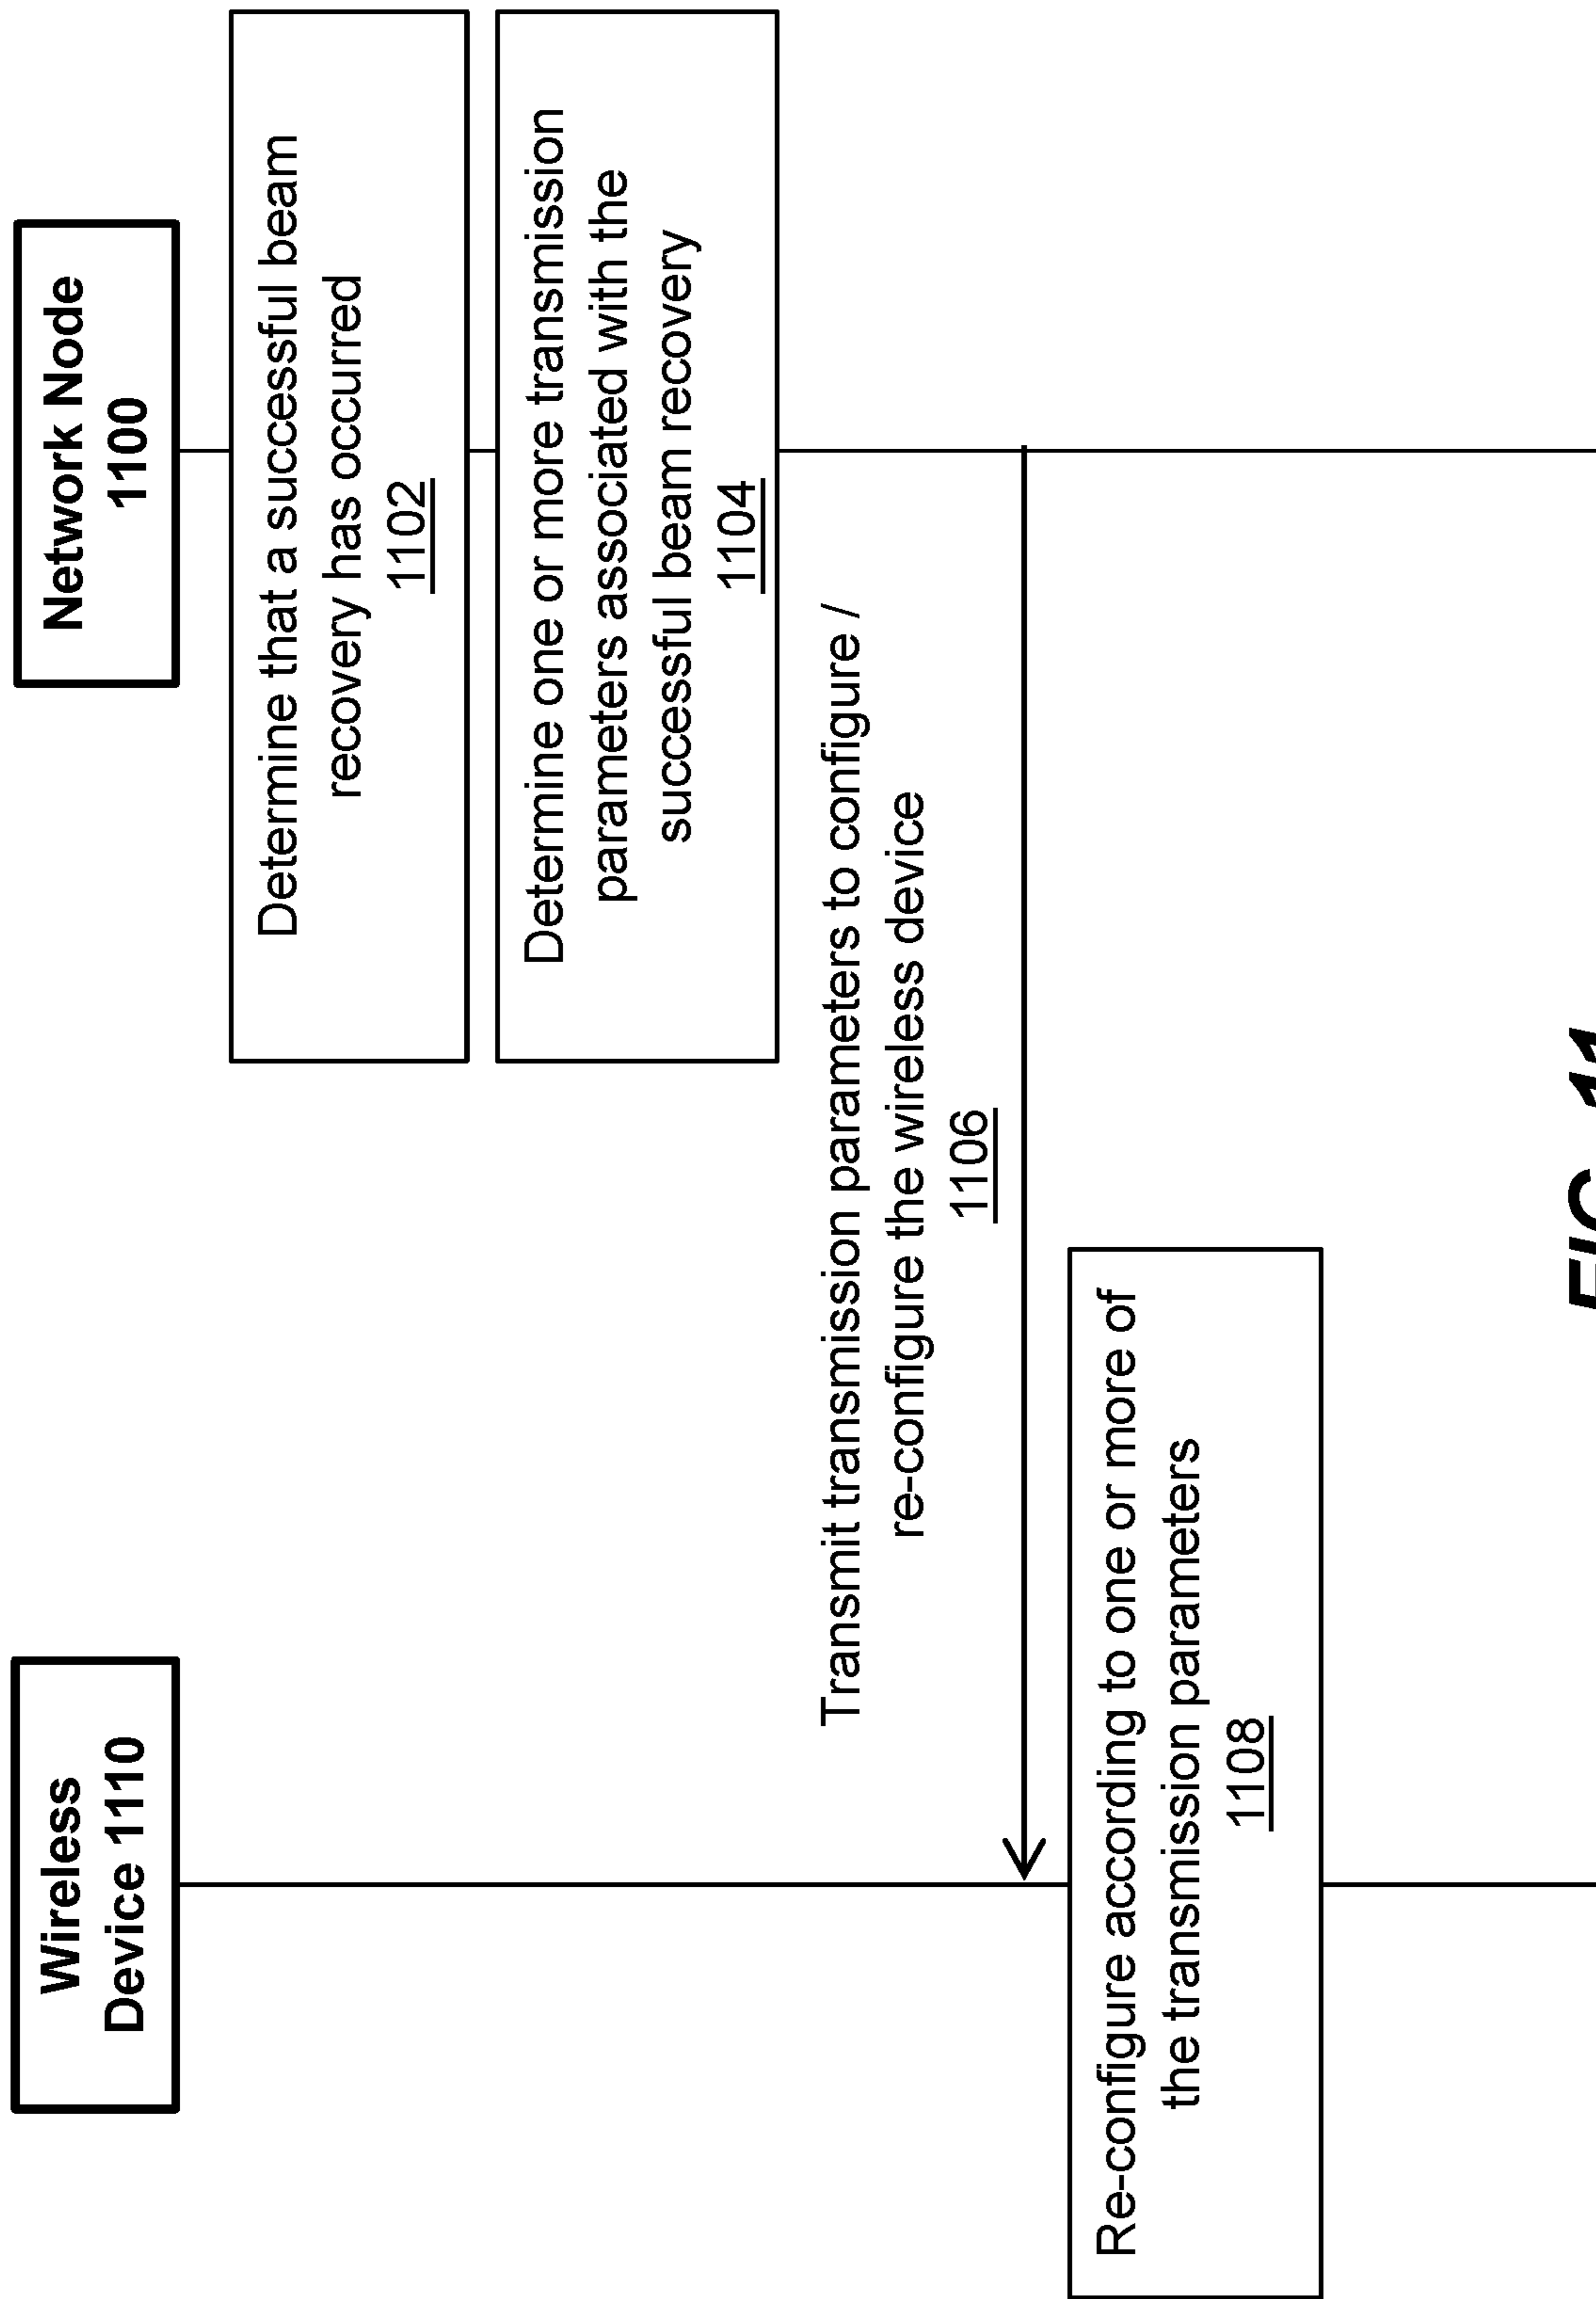 Wireless
Device 1110
Network Node
1100
Determine that a successful beam
recovery has occurred
1102
Determine one or more transmission
parameters associated with the
successful beam recovery
1104
Transmit transmission parameters to configure /
re-configure the wireless device
1106
Re-configure according to one or more of
the transmission parameters
1108
FIG. 11